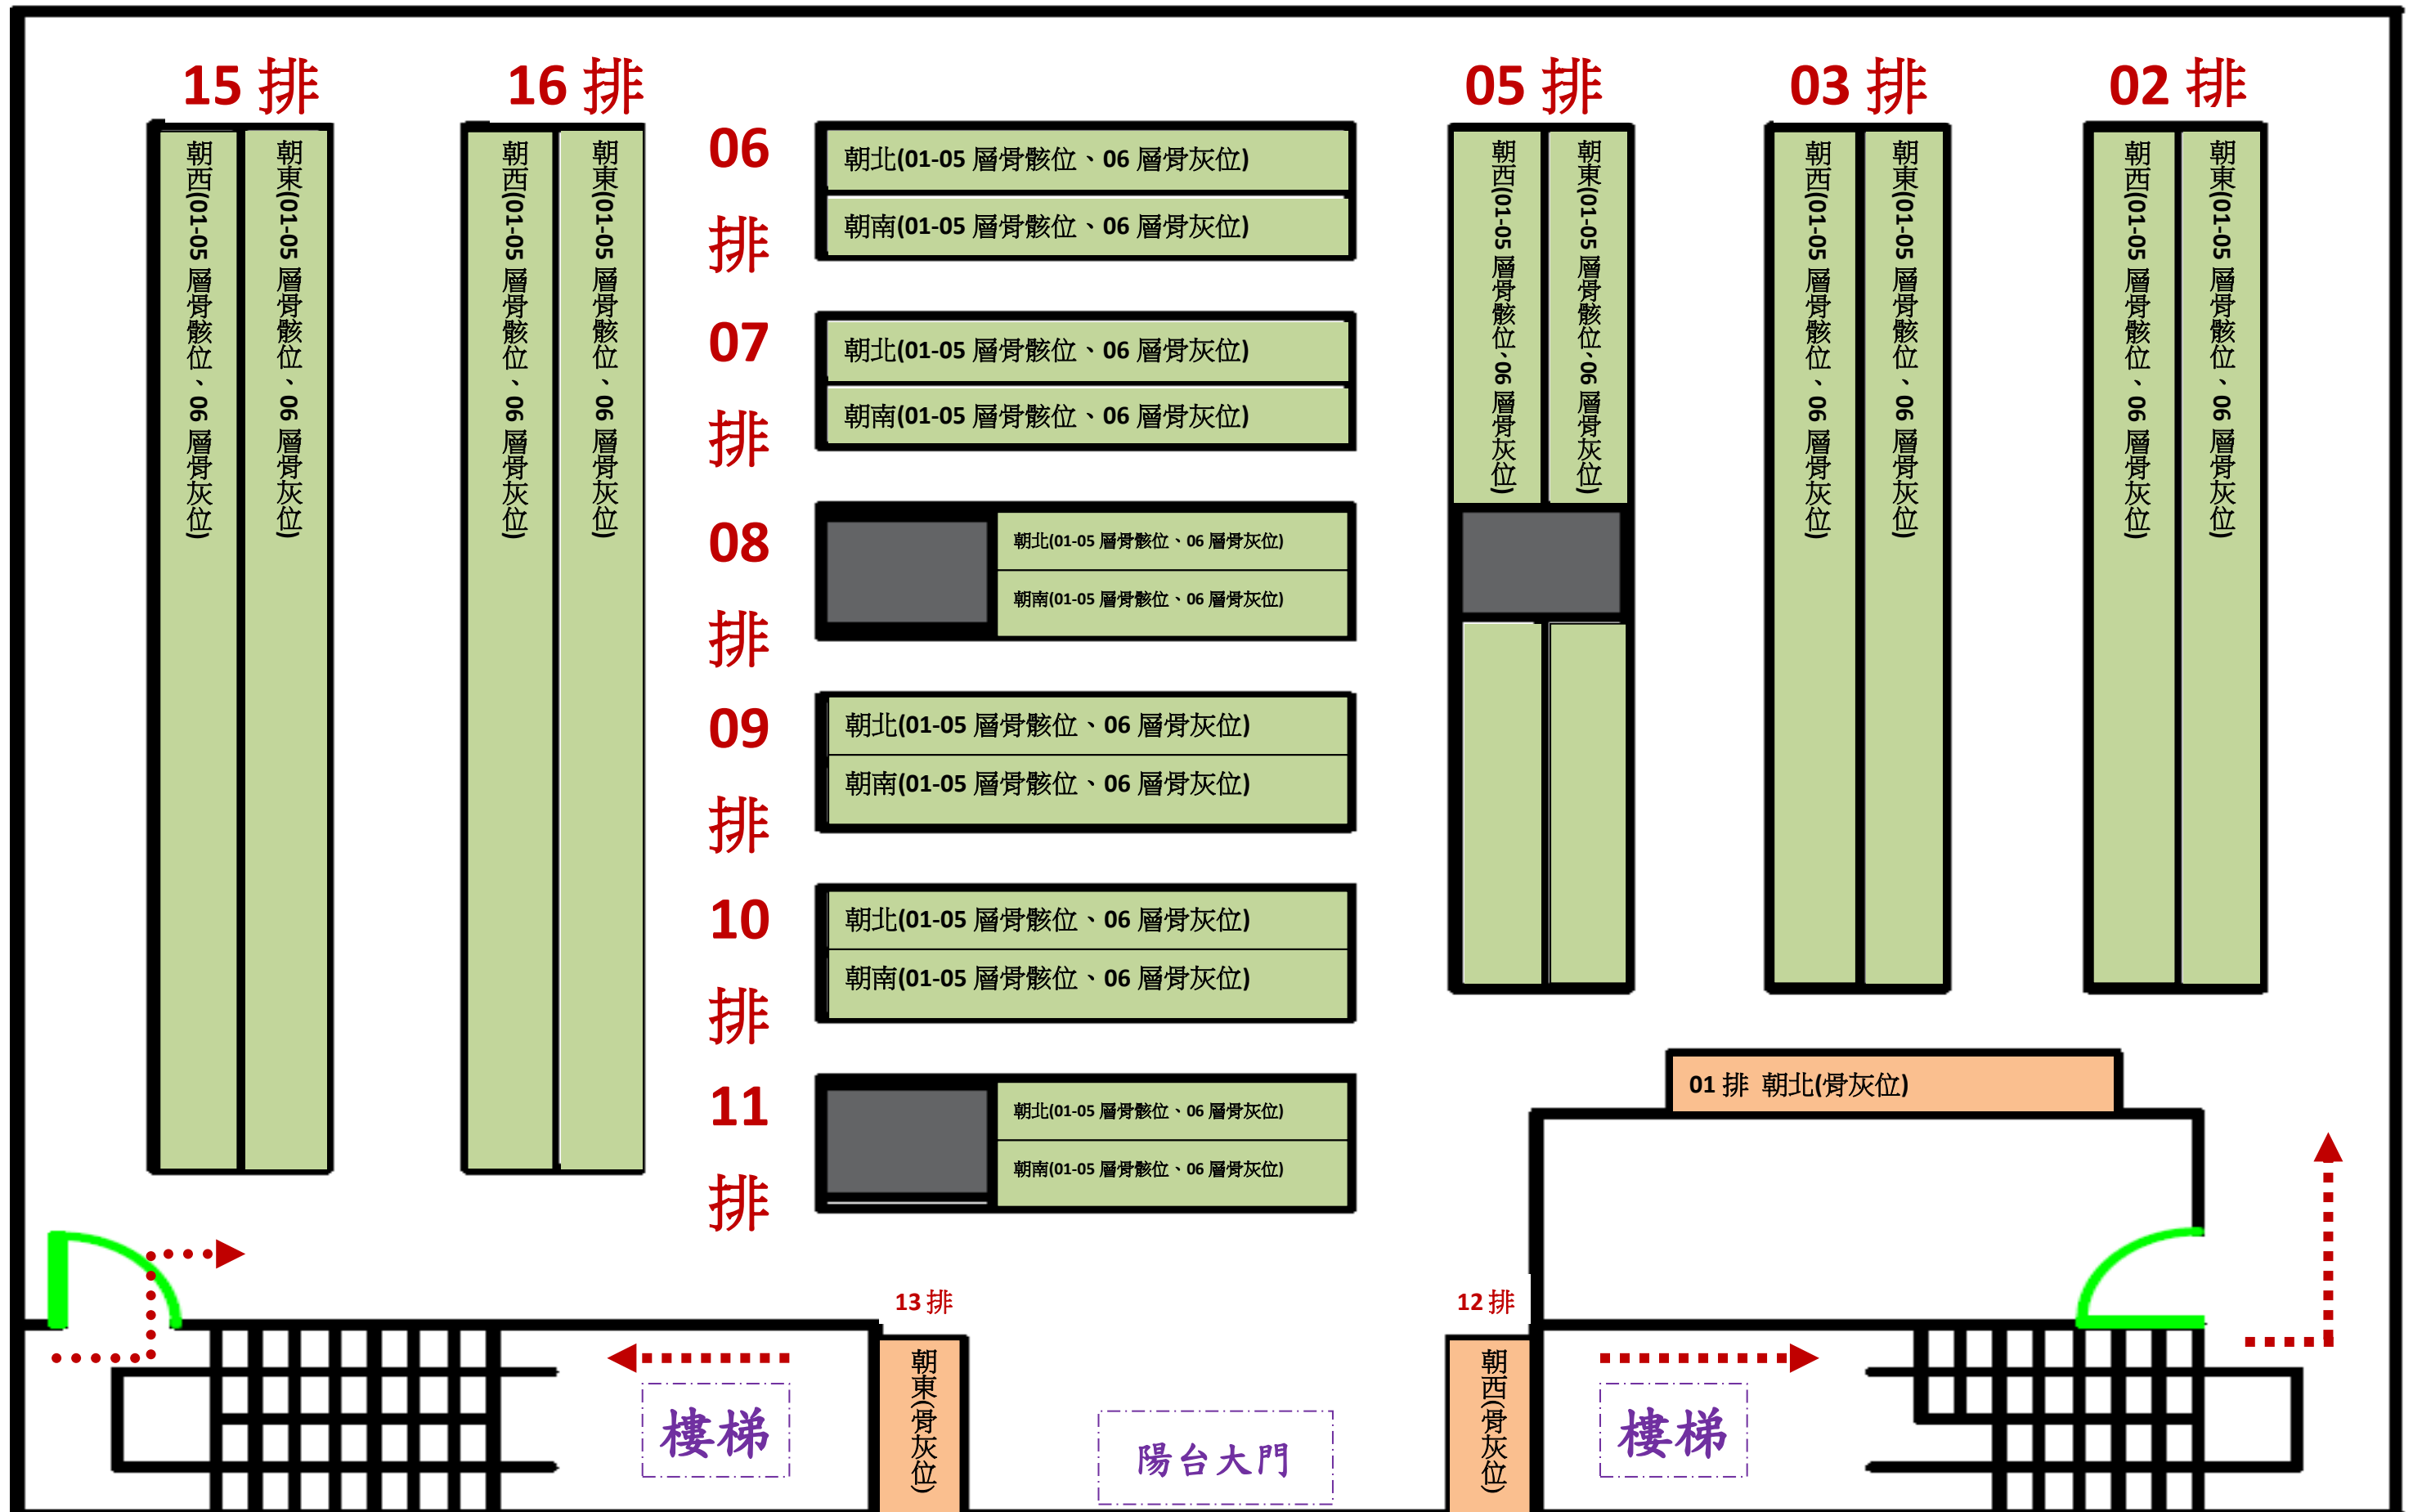 15 排
16 排
05 排
03 排
02 排
朝西(01-05 層骨骸位、06 層骨灰位)
朝東(01-05 層骨骸位、06 層骨灰位)
朝西(01-05 層骨骸位、06 層骨灰位)
朝東(01-05 層骨骸位、06 層骨灰位)
06 排
朝北(01-05 層骨骸位、06 層骨灰位)
朝南(01-05 層骨骸位、06 層骨灰位)
07 排
朝北(01-05 層骨骸位、06 層骨灰位)
朝南(01-05 層骨骸位、06 層骨灰位)
08 排
朝北(01-05 層骨骸位、06 層骨灰位)
朝南(01-05 層骨骸位、06 層骨灰位)
09 排
朝北(01-05 層骨骸位、06 層骨灰位)
朝南(01-05 層骨骸位、06 層骨灰位)
10 排
朝北(01-05 層骨骸位、06 層骨灰位)
朝南(01-05 層骨骸位、06 層骨灰位)
11 排
朝北(01-05 層骨骸位、06 層骨灰位)
朝南(01-05 層骨骸位、06 層骨灰位)
朝西(01-05 層骨骸位、06 層骨灰位)
朝東(01-05 層骨骸位、06 層骨灰位)
朝西(01-05 層骨骸位、06 層骨灰位)
朝東(01-05 層骨骸位、06 層骨灰位)
朝西(01-05 層骨骸位、06 層骨灰位)
朝東(01-05 層骨骸位、06 層骨灰位)
01 排 朝北(骨灰位)
13 排
12 排
朝東(骨灰位)
朝西(骨灰位)
樓梯
陽台大門
樓梯